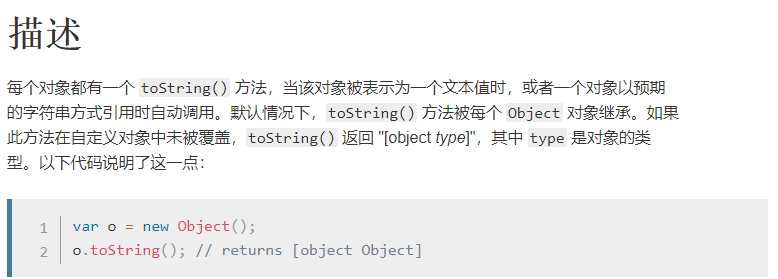 描述
每个对象都有一个 toString() 方法，当该对象被表示为一个文本值时，或者一个对象以预期
的字符串方式引用时自动调用。默认情况下，toString() 方法被每个 Object 对象继承。如果
此方法在自定义对象中未被覆盖，toString() 返回 "[object type]"，其中 type 是对象的类
型。以下代码说明了这一点：
1 var o = new Object();
2 o.toString(); // returns [object Object]